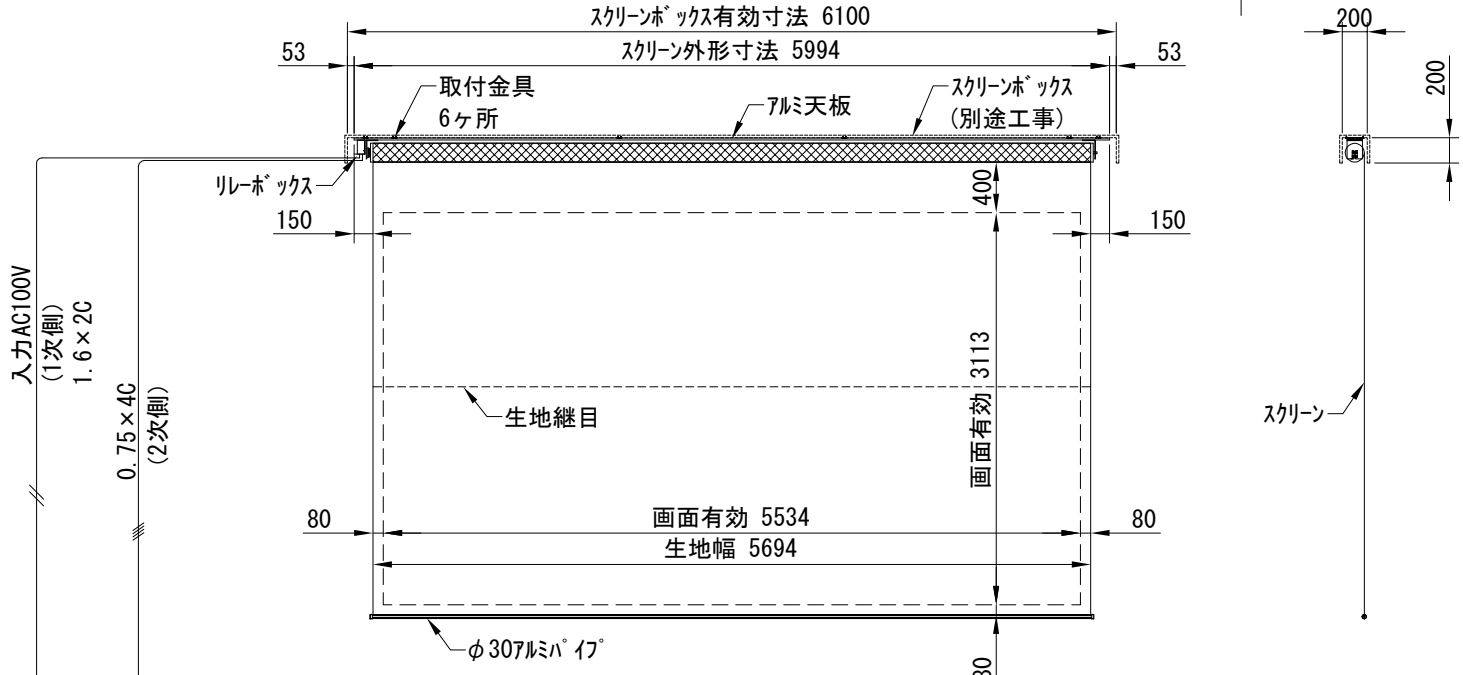 スクリーンボックス有効寸法 6100
200
53
スクリーン外形寸法 5994
53
取付金具
6ヶ所
アルミ天板
スクリーンボックス
(別途工事)
200
リレーボックス
400
150
150
入力AC100V
(1次側)
1.6×2C
0.75×4C
(2次側)
画面有効 3113
生地継目
スクリーン
80
画面有効 5534
80
生地幅 5694
φ30アルミパイプ